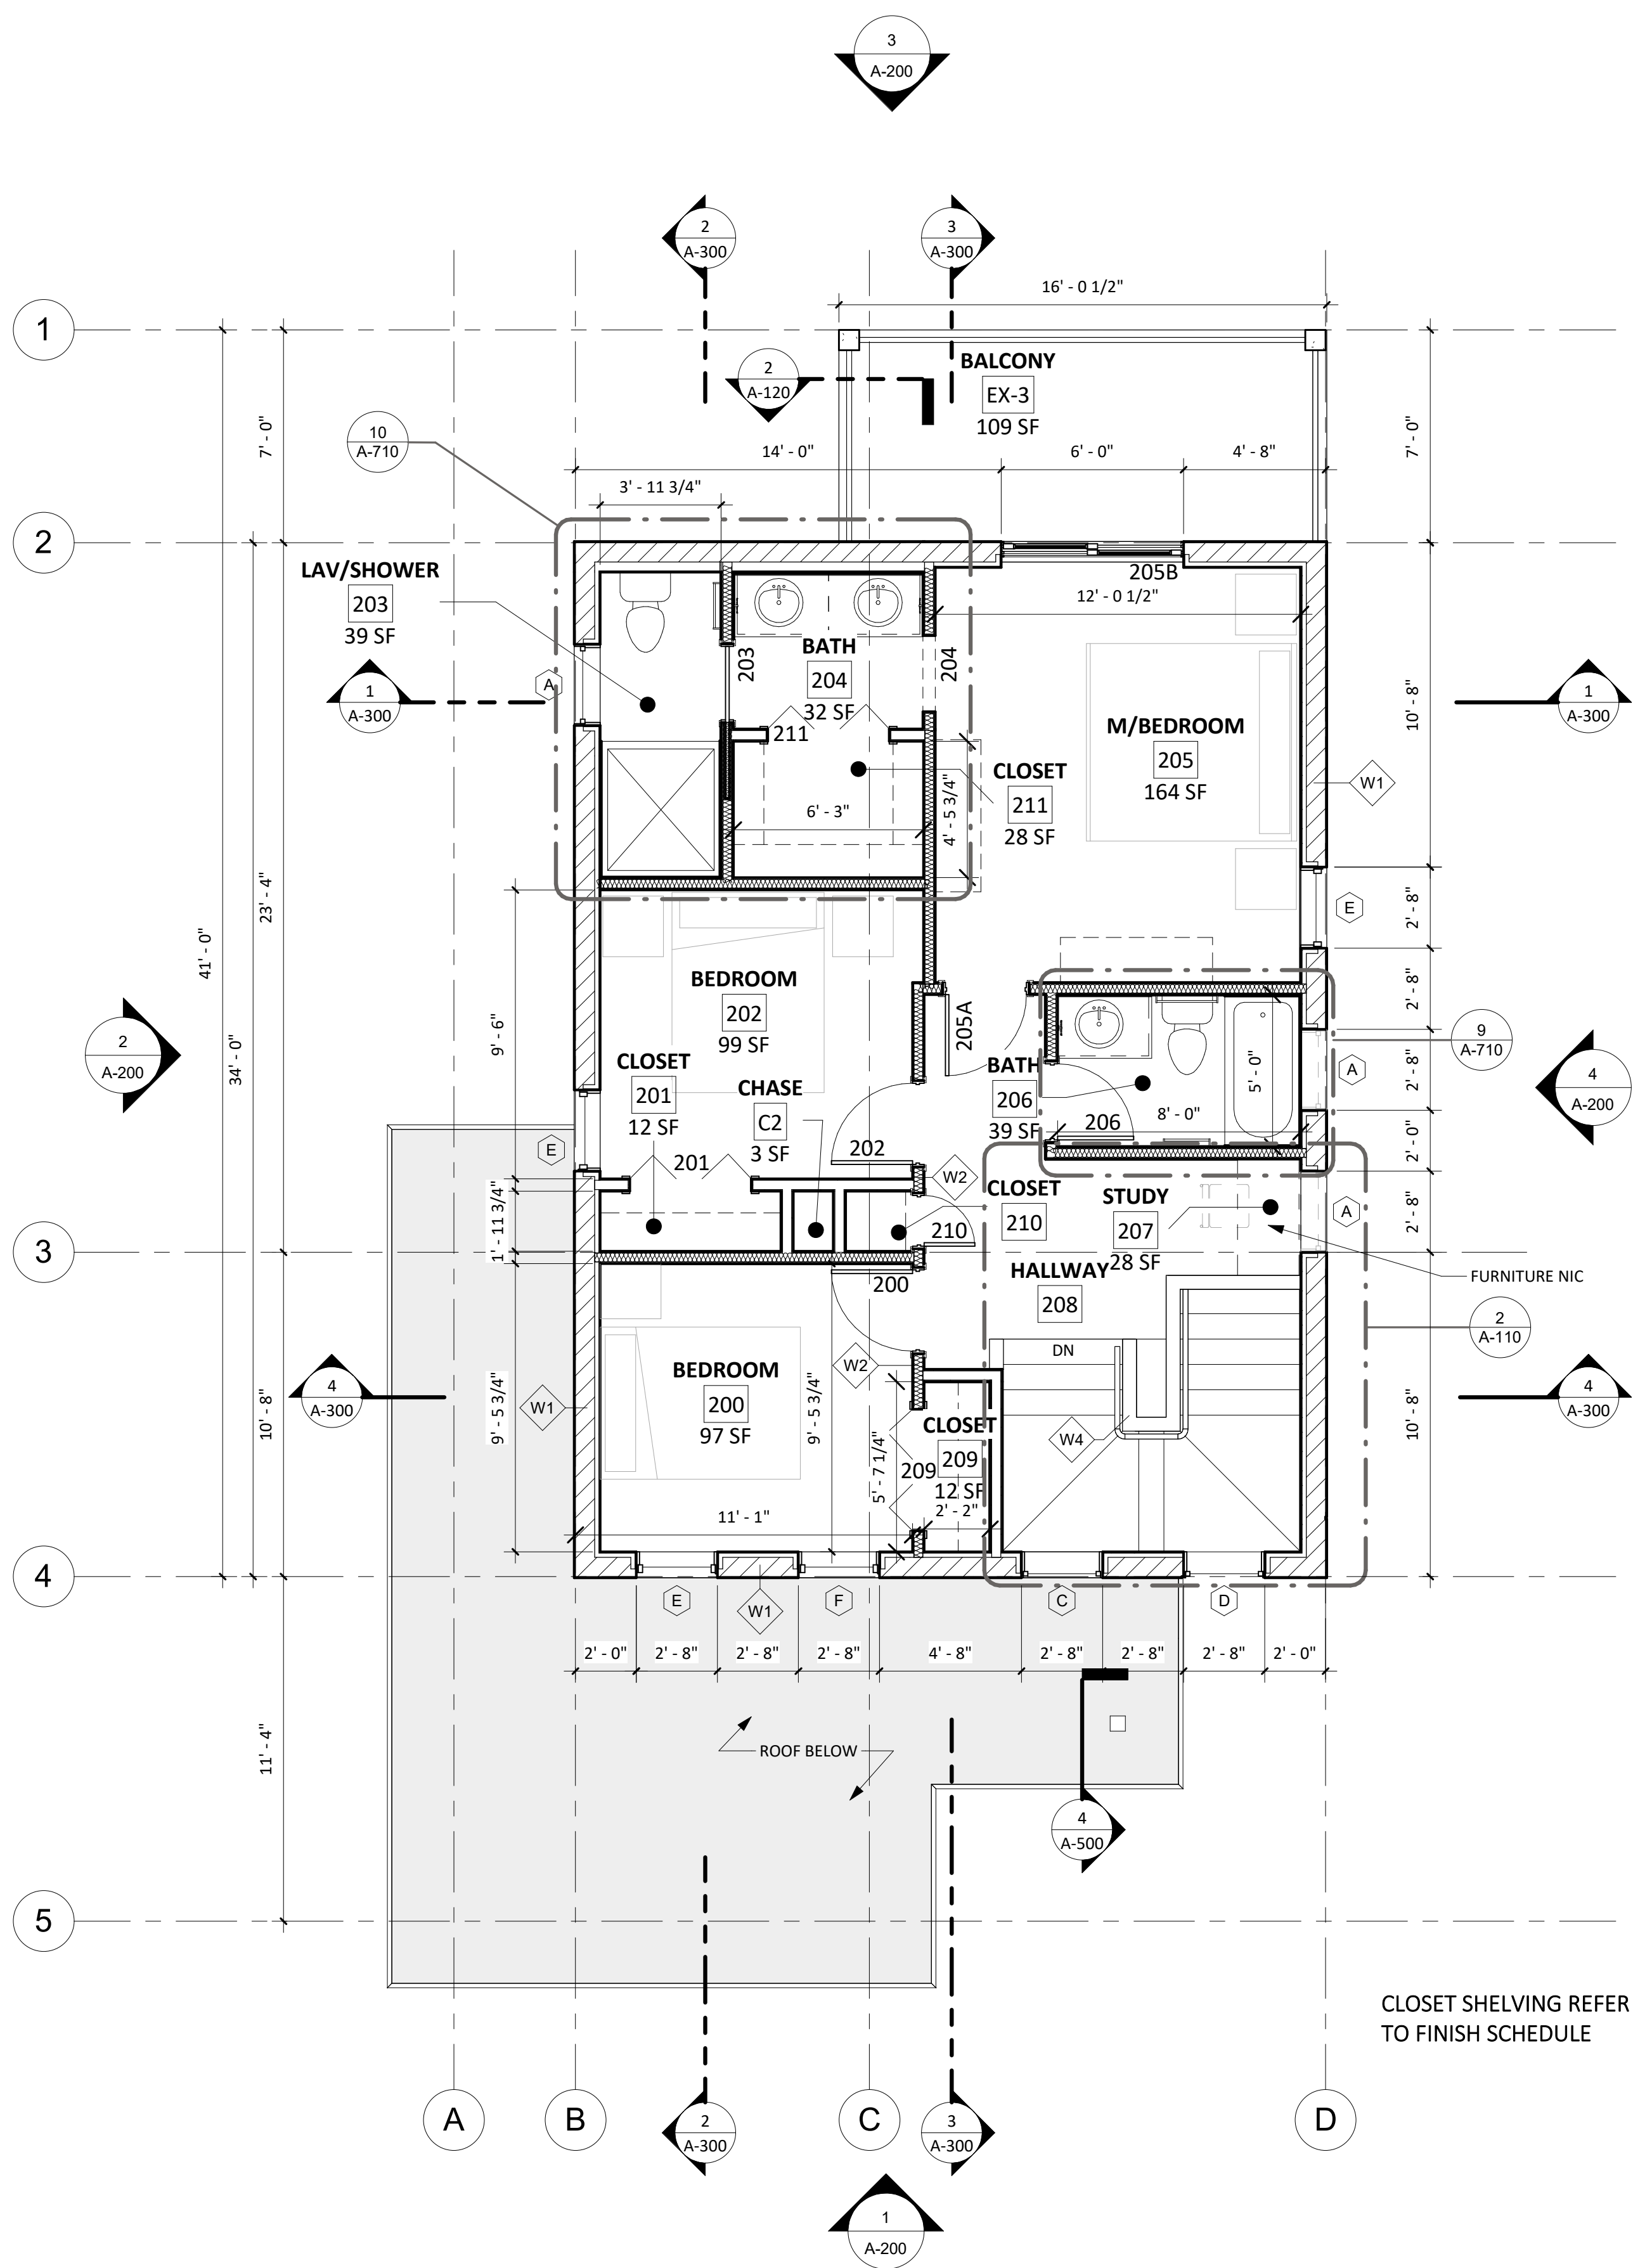 3
A-200
2
A-300
3
A-300
16' - 0 1/2"
1
BALCONY
EX-3
109 SF
2
A-120
7' - 0"
7' - 0"
10
A-710
14' - 0"
6' - 0"
4' - 8"
3' - 11 3/4"
2
LAV/SHOWER
203
39 SF
205B
12' - 0 1/2"
203
BATH
204
32 SF
204
A
1
A-300
1
A-300
10' - 8"
M/BEDROOM
205
164 SF
211
CLOSET
211
28 SF
W1
6' - 3"
4' - 5 3/4"
E
2' - 8"
23' - 4"
41' - 0"
34' - 0"
9' - 6"
BEDROOM
202
99 SF
2' - 8"
205A
9
A-710
2
A-200
CLOSET
201
12 SF
CHASE
C2
3 SF
BATH
206
39 SF
5' - 0"
8' - 0"
206
A
2' - 8"
4
A-200
E
201
202
W2
2' - 0"
CLOSET
210
210
STUDY
207
28 SF
A
2' - 8"
1' - 11 3/4"
3
HALLWAY
208
FURNITURE NIC
200
2
A-110
DN
W2
BEDROOM
200
97 SF
4
A-300
W1
9' - 5 3/4"
9' - 5 3/4"
10' - 8"
10' - 8"
4
A-300
CLOSET
209
12 SF
209
5' - 7 1/4"
2' - 2"
W4
11' - 1"
4
E
W1
F
C
D
2' - 0"
2' - 8"
2' - 8"
2' - 8"
4' - 8"
2' - 8"
2' - 8"
2' - 8"
2' - 0"
11' - 4"
ROOF BELOW
4
A-500
5
CLOSET SHELVING REFER
TO FINISH SCHEDULE
A
B
C
D
2
A-300
3
A-300
1
A-200